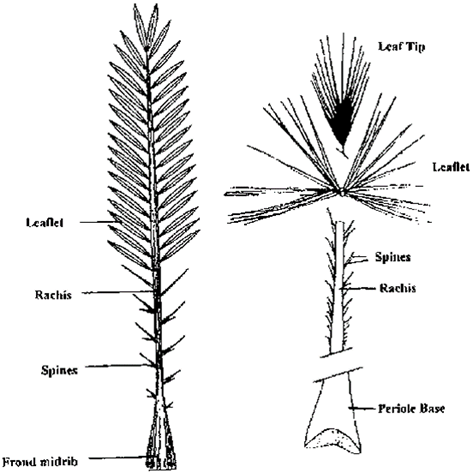 Leaf Tip
Leaflet
Leaflet
Spines
Rachis
Rachis
Spines
Periole Base
Frond midrib